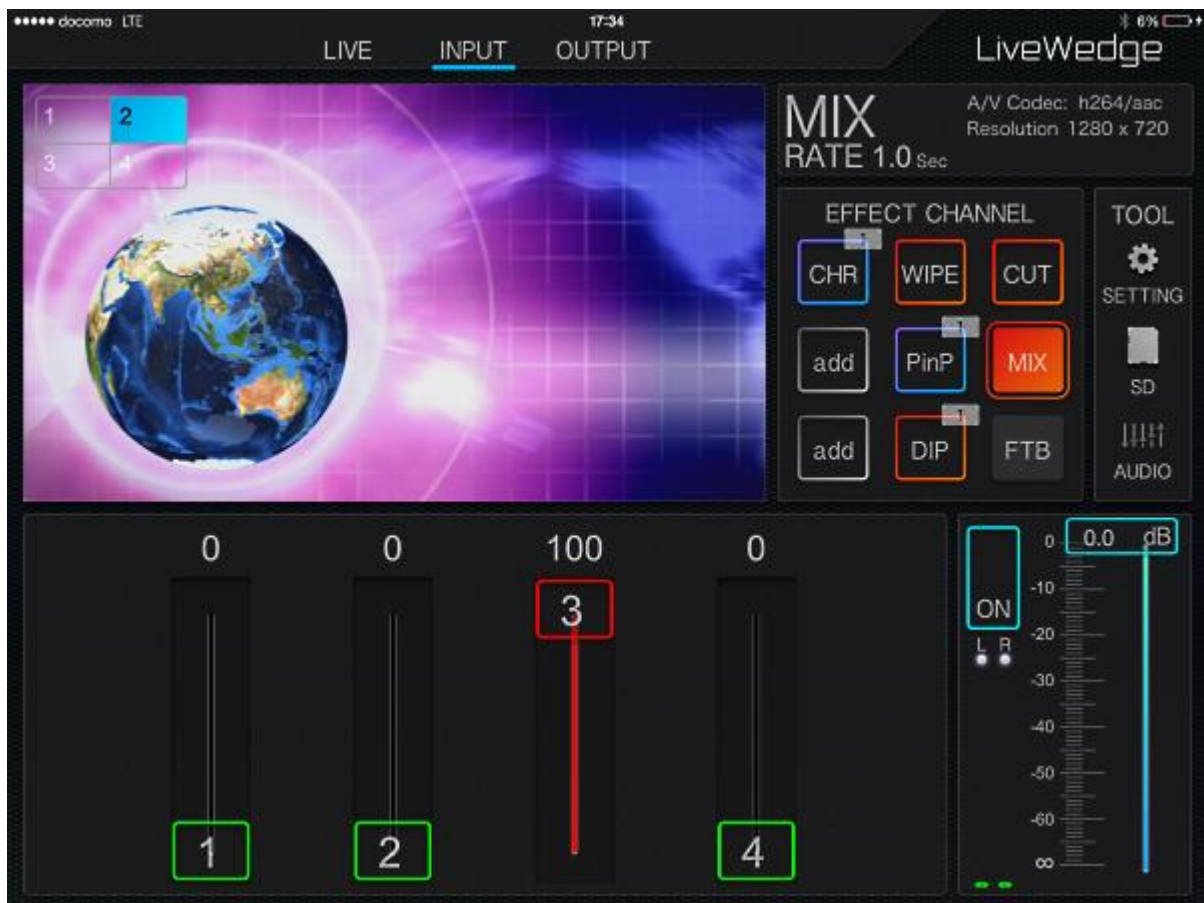 docomo LTE 17:34 6%
LIVE INPUT OUTPUT LiveWedge
1 2
3 4
MIX
RATE 1.0 Sec
A/V Codec: h264/aac
Resolution 1280 x 720
EFFECT CHANNEL
CHR 1 WIPE CUT
add PinP 1 MIX
add DIP 1 FTB
TOOL
SETTING
SD
AUDIO
0 0 100 0
1 2 3 4
ON
L R
0.0 dB
0
-10
-20
-30
-40
-50
-60
∞